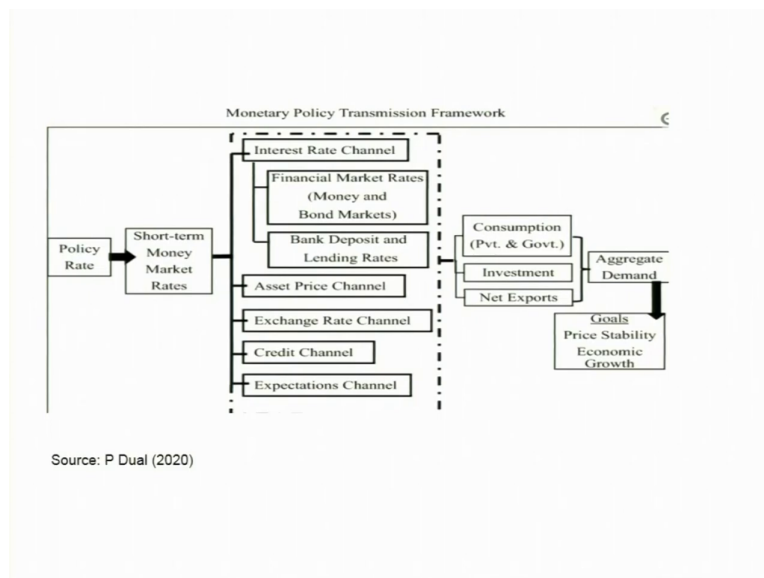 Monetary Policy Transmission Framework
Policy
Rate
Short-term
Money
Market
Rates
Interest Rate Channel
Financial Market Rates
(Money and
Bond Markets)
Bank Deposit and
Lending Rates
Asset Price Channel
Exchange Rate Channel
Credit Channel
Expectations Channel
Consumption
(Pvt. & Govt.)
Investment
Net Exports
Aggregate
Demand
Goals
Price Stability
Economic
Growth
Source: P Dual (2020)